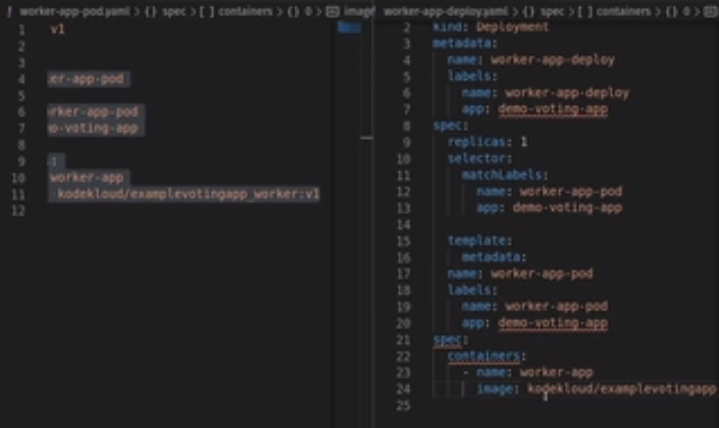 worker-app-pod.yaml > {} spec > [ ] containers > {} 0 > image
1 v1
2
3
4 er-app-pod
5
6 rker-app-pod
7 o-voting-app
8
9 :
10 worker-app
11 kodekloud/examplevotingapp_worker:v1
12
worker-app-deploy.yaml > {} spec > [ ] containers > {} 0 >
2 kind: Deployment
3 metadata:
4 name: worker-app-deploy
5 labels:
6 name: worker-app-deploy
7 app: demo-voting-app
8 spec:
9 replicas: 1
10 selector:
11 matchLabels:
12 name: worker-app-pod
13 app: demo-voting-app
14
15 template:
16 metadata:
17 name: worker-app-pod
18 labels:
19 name: worker-app-pod
20 app: demo-voting-app
21 spec:
22 containers:
23 - name: worker-app
24 image: kodekloud/examplevotingapp
25